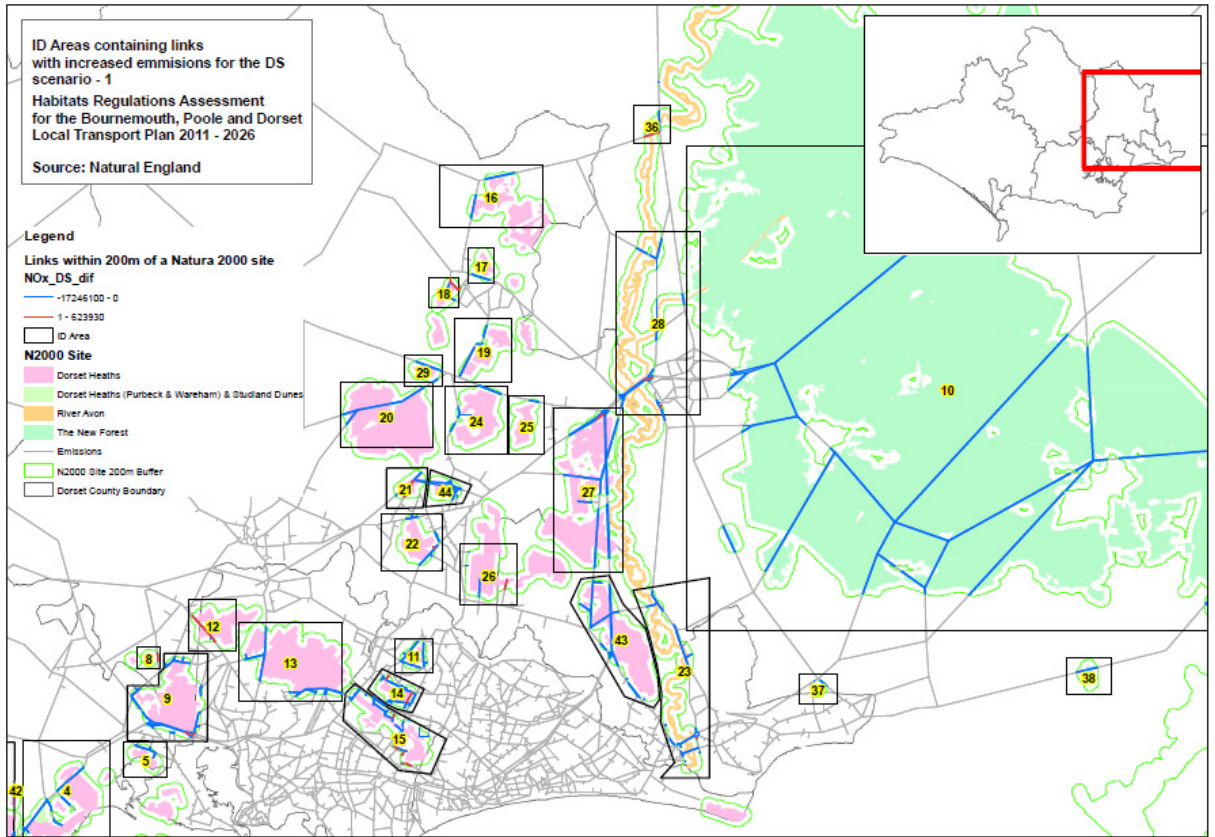 ID Areas containing links
with increased emmisions for the DS
scenario - 1
Habitats Regulations Assessment
for the Bournemouth, Poole and Dorset
Local Transport Plan 2011 - 2026
Source: Natural England
Legend
Links within 200m of a Natura 2000 site
NOx_DS_dif
-17246100 - 0
1 - 623930
ID Area
N2000 Site
Dorset Heaths
Dorset Heaths (Purbeck & Wareham) & Studland Dunes
River Avon
The New Forest
Emissions
N2000 Site 200m Buffer
Dorset County Boundary
36
16
17
18
28
19
29
10
20
24
25
21
44
27
22
26
12
43
11
8
13
23
38
37
9
14
15
5
42
4